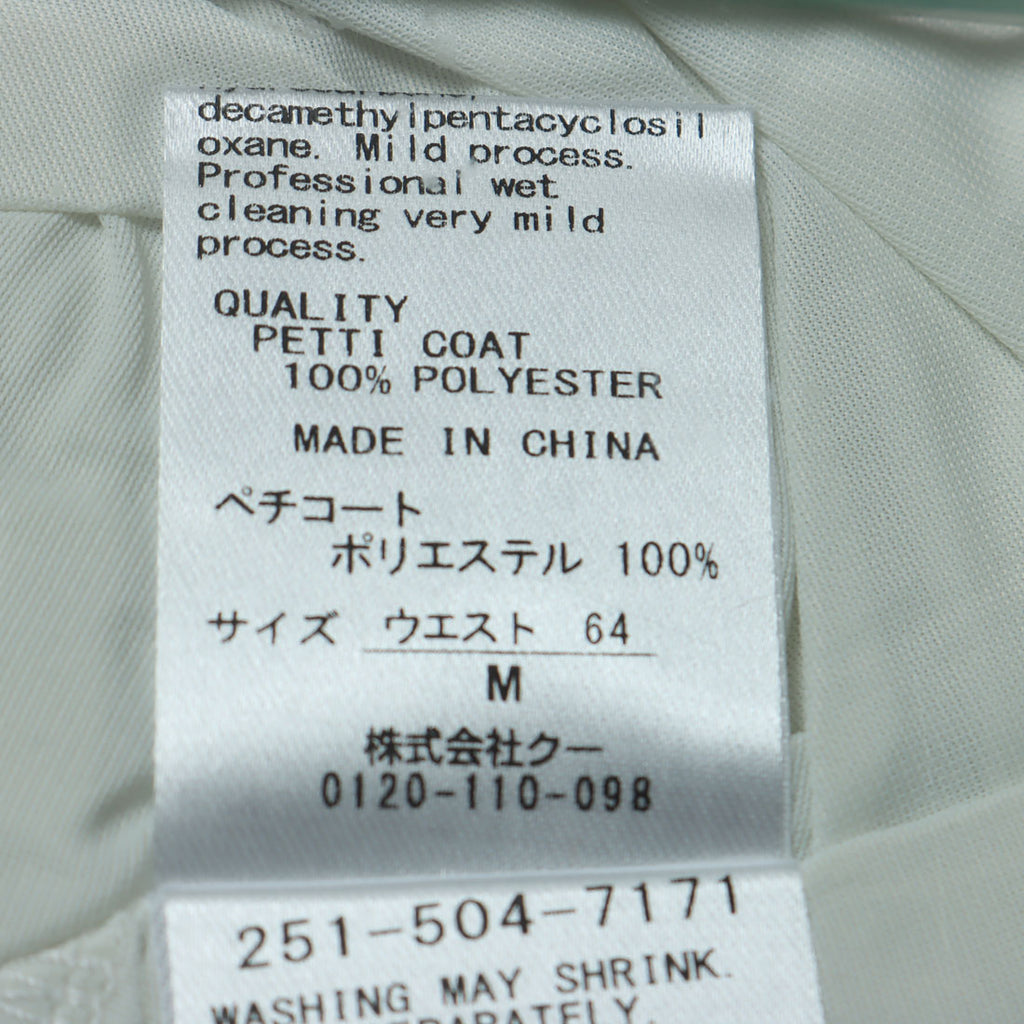 decamethylpentacyclosil
oxane. Mild process.
Professional wet
cleaning very mild
process.
QUALITY
PETTI COAT
100% POLYESTER
MADE IN CHINA
ペチコート
ポリエステル 100%
サイズ ウエスト 64
M
株式会社クー
0120-110-098
251-504-7171
WASHING MAY SHRINK.